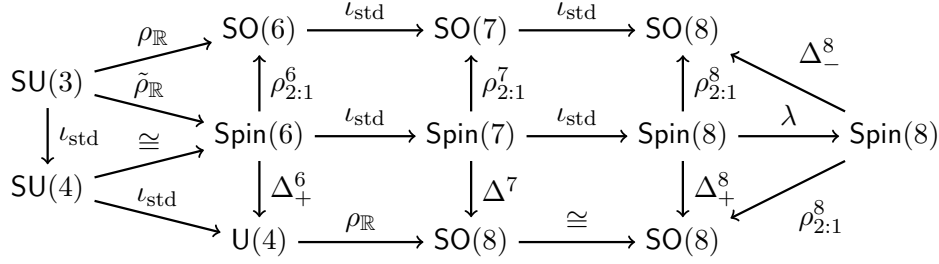 SO(6) ι_std SO(7) ι_std SO(8)
ρ_ℝ Δ^8_-
SU(3) ρ̃_ℝ ρ^6_{2:1} ρ^7_{2:1} ρ^8_{2:1}
ι_std ≅ Spin(6) ι_std Spin(7) ι_std Spin(8) λ Spin(8)
SU(4) ι_std Δ^6_+ Δ^7 Δ^8_+ ρ^8_{2:1}
U(4) ρ_ℝ SO(8) ≅ SO(8)